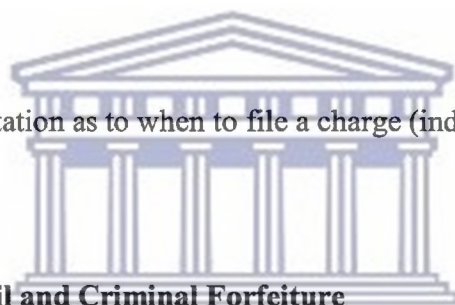 tation as to when to file a charge (ind
il and Criminal Forfeiture